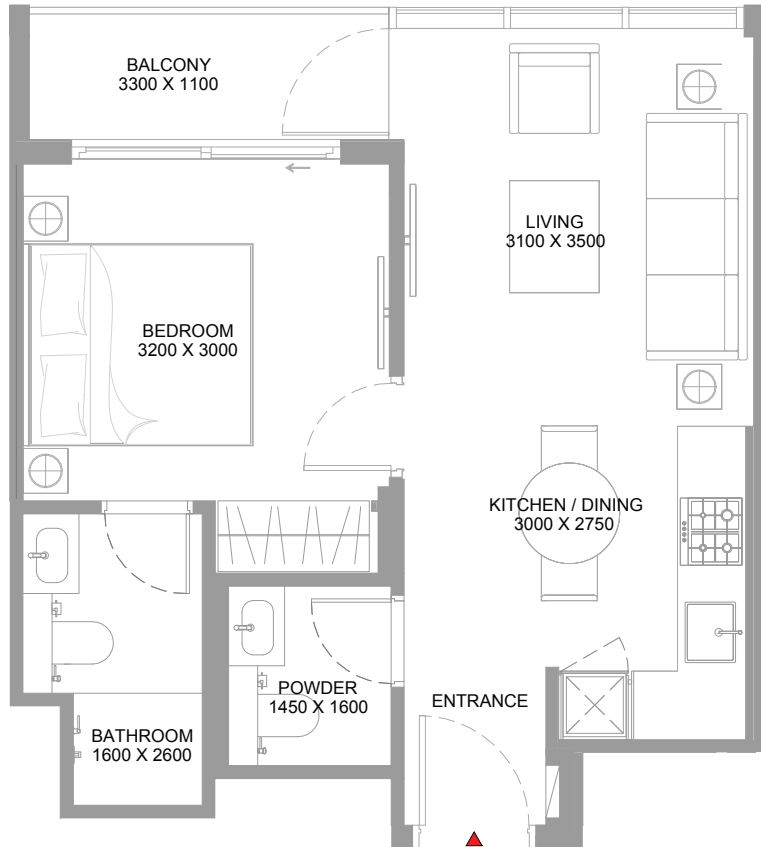 BALCONY
3300 X 1100
LIVING
3100 X 3500
BEDROOM
3200 X 3000
KITCHEN / DINING
3000 X 2750
POWDER
1450 X 1600
ENTRANCE
BATHROOM
1600 X 2600